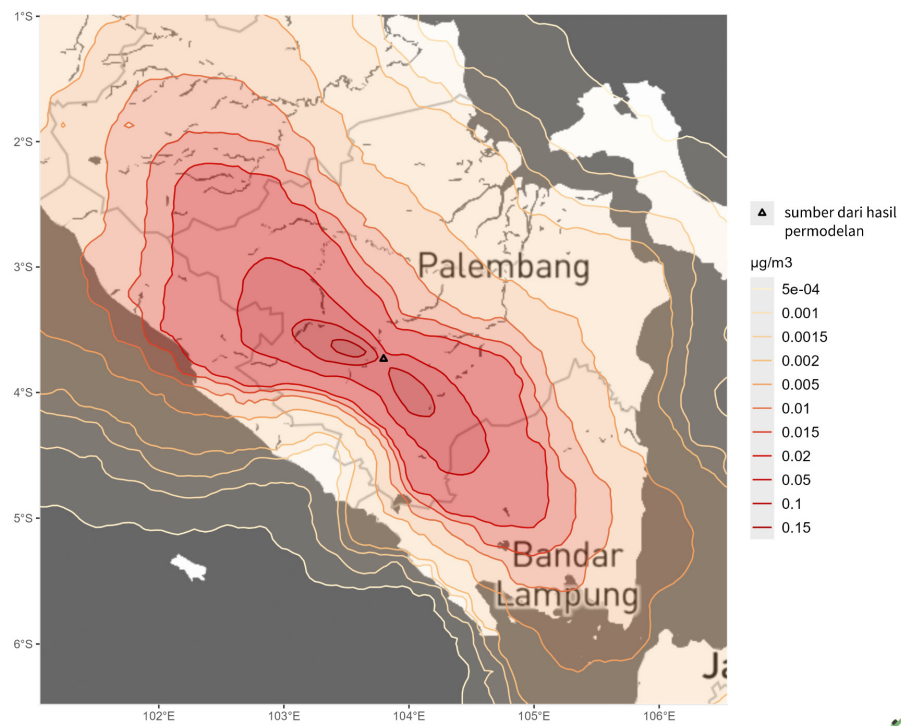 1°S
2°S
3°S
4°S
5°S
6°S
102°E
103°E
104°E
105°E
106°E
Palembang
Bandar
Lampung
Ja
sumber dari hasil
permodelan
µg/m3
5e-04
0.001
0.0015
0.002
0.005
0.01
0.015
0.02
0.05
0.1
0.15